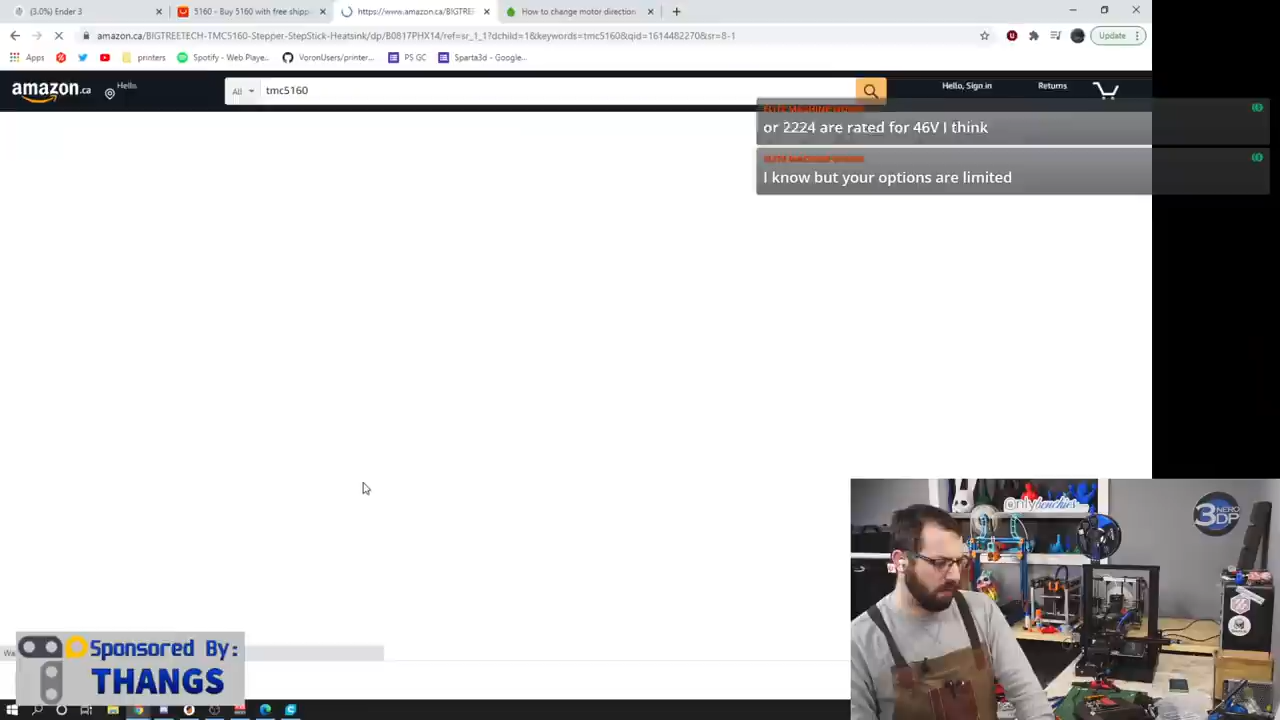 (3.0%) Ender 3
5160 - Buy 5160 with free shipp
https://www.amazon.ca/BIGTREE
How to change motor direction
amazon.ca/BIGTREETECH-TMC5160-Stepper-StepStick-Heatsink/dp/B0817PHX14/ref=sr_1_1?dchild=1&keywords=tmc5160&qid=1614482270&sr=8-1
Update
Apps
printers
Spotify - Web Playe...
VoronUsers/printer...
PS GC
Sparta3d - Google...
amazon.ca
Hello
All
tmc5160
Hello, Sign in
Returns
or 2224 are rated for 46V I think
I know but your options are limited
@nlybenchies
3DP
NERO
Sponsored By:
THANGS